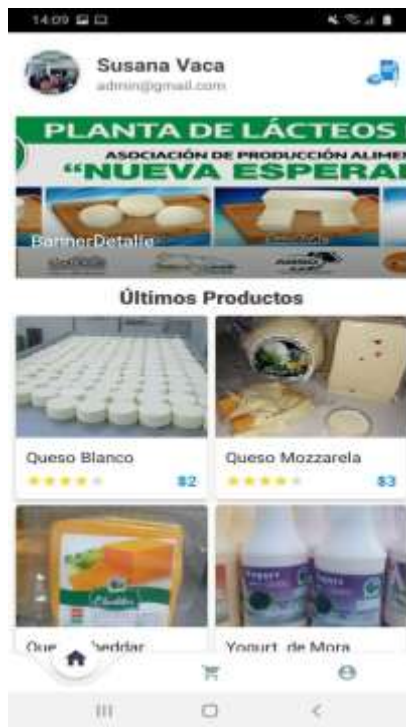 14:09
Susana Vaca
admin@gmail.com
PLANTA DE LÁCTEOS
ASOCIACIÓN DE PRODUCCIÓN ALIME
“NUEVA ESPERA
BannerDetalle
Últimos Productos
Queso Blanco
$2
Queso Mozzarela
$3
Cheddar
Yogurt de Mora